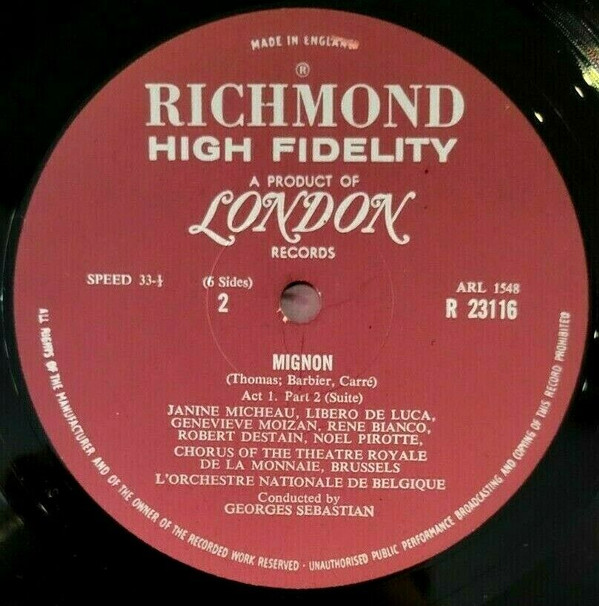 MADE IN ENGLAND
®
RICHMOND
HIGH FIDELITY
A PRODUCT OF
LONDON
RECORDS
SPEED 33-⅓
(6 Sides)
2
ARL 1548
R 23116
MIGNON
(Thomas; Barbier, Carré)
Act 1. Part 2 (Suite)
JANINE MICHEAU, LIBERO DE LUCA,
GENEVIEVE MOIZAN, RENE BIANCO,
ROBERT DESTAIN, NOEL PIROTTE,
CHORUS OF THE THEATRE ROYALE
DE LA MONNAIE, BRUSSELS
L'ORCHESTRE NATIONALE DE BELGIQUE
Conducted by
GEORGES SEBASTIAN
ALL RIGHTS OF THE MANUFACTURER AND OF THE OWNER OF THE RECORDED WORK RESERVED · UNAUTHORISED PUBLIC PERFORMANCE BROADCASTING AND COPYING OF THIS RECORD PROHIBITED